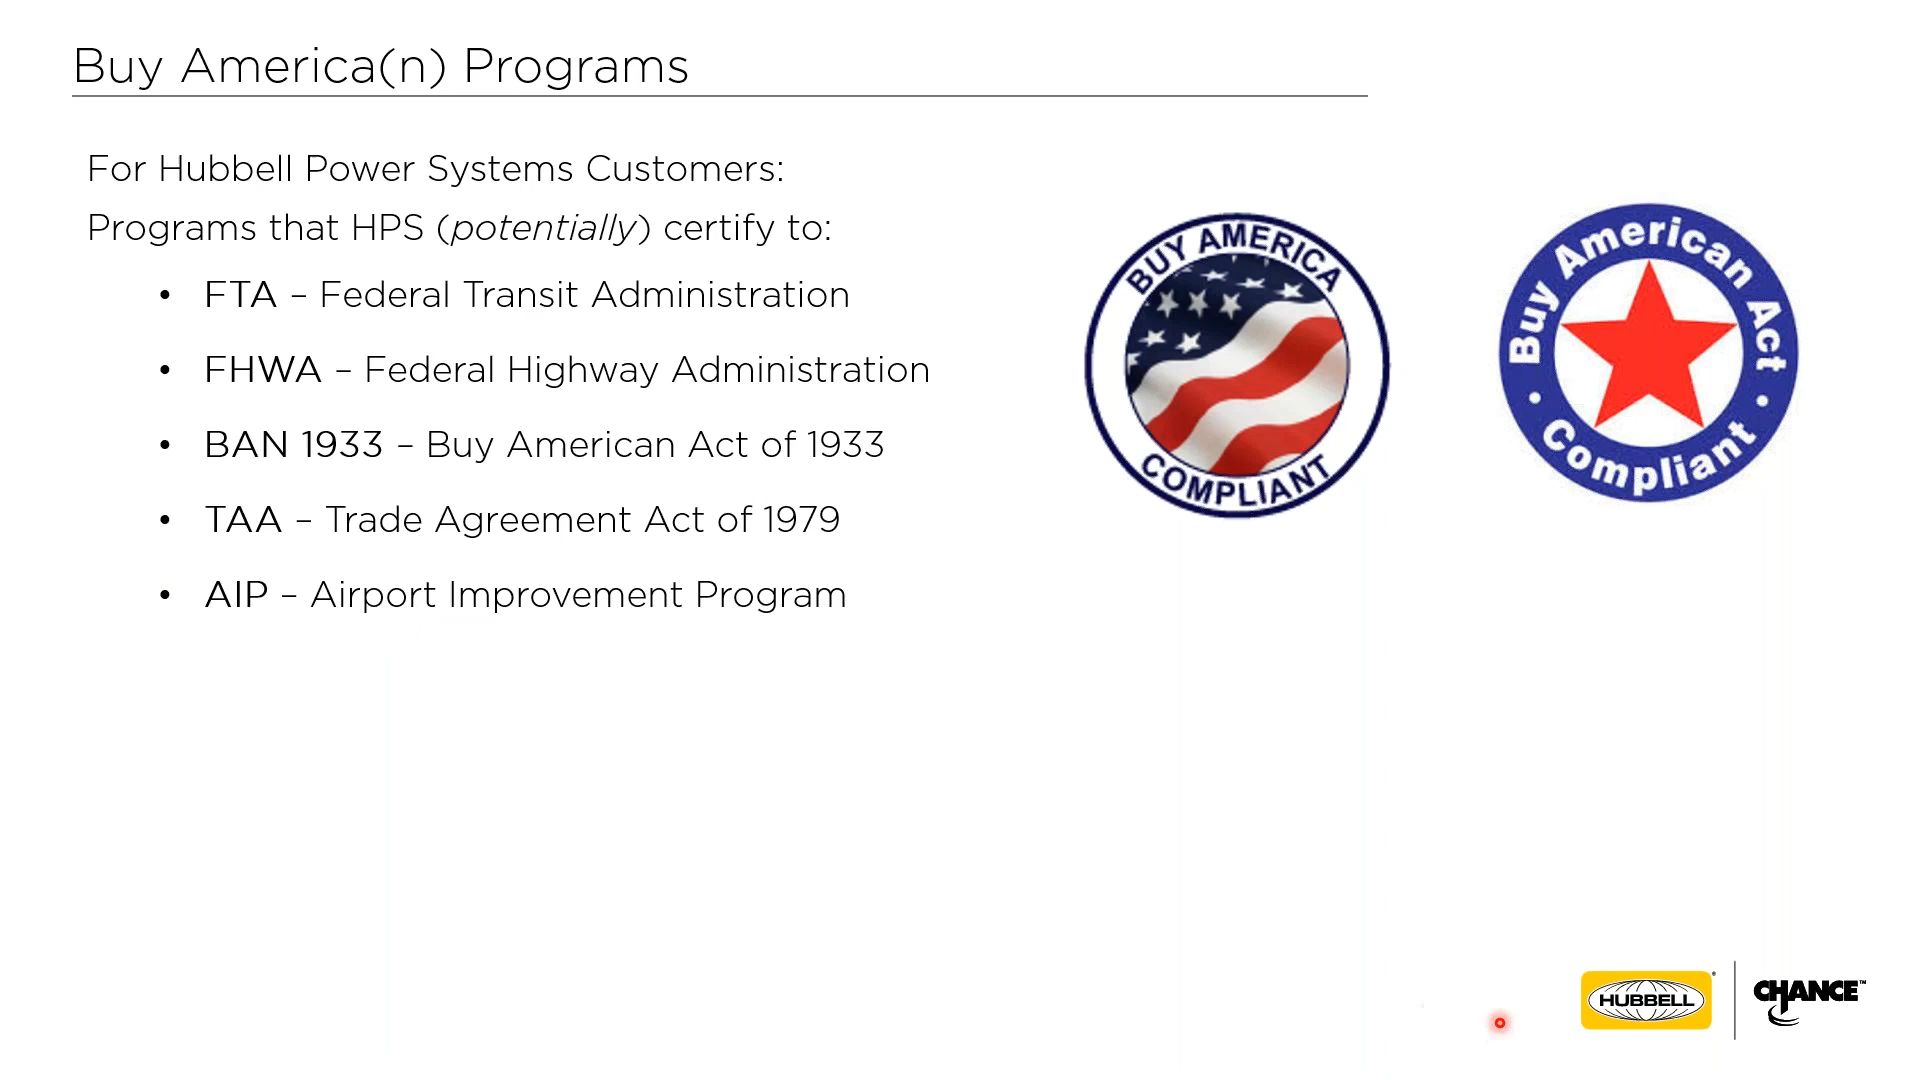 Buy America(n) Programs
For Hubbell Power Systems Customers:
Programs that HPS (potentially) certify to:
• FTA – Federal Transit Administration
• FHWA – Federal Highway Administration
• BAN 1933 – Buy American Act of 1933
• TAA – Trade Agreement Act of 1979
• AIP – Airport Improvement Program
BUY AMERICA
COMPLIANT
Buy American Act
• Compliant •
HUBBELL
CHANCE™